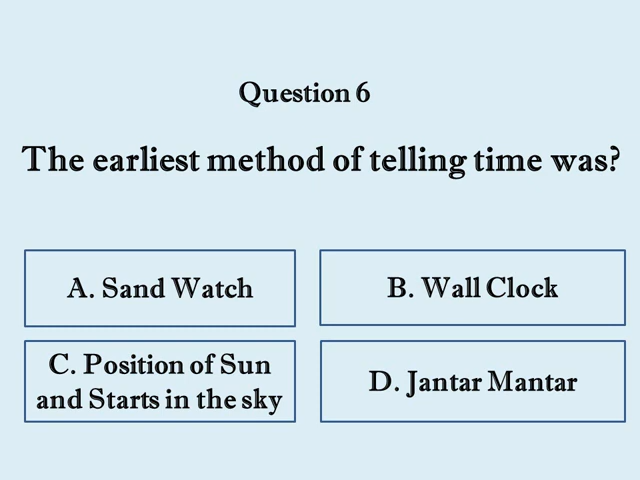 Question 6
The earliest method of telling time was?
A. Sand Watch
B. Wall Clock
C. Position of Sun
and Starts in the sky
D. Jantar Mantar